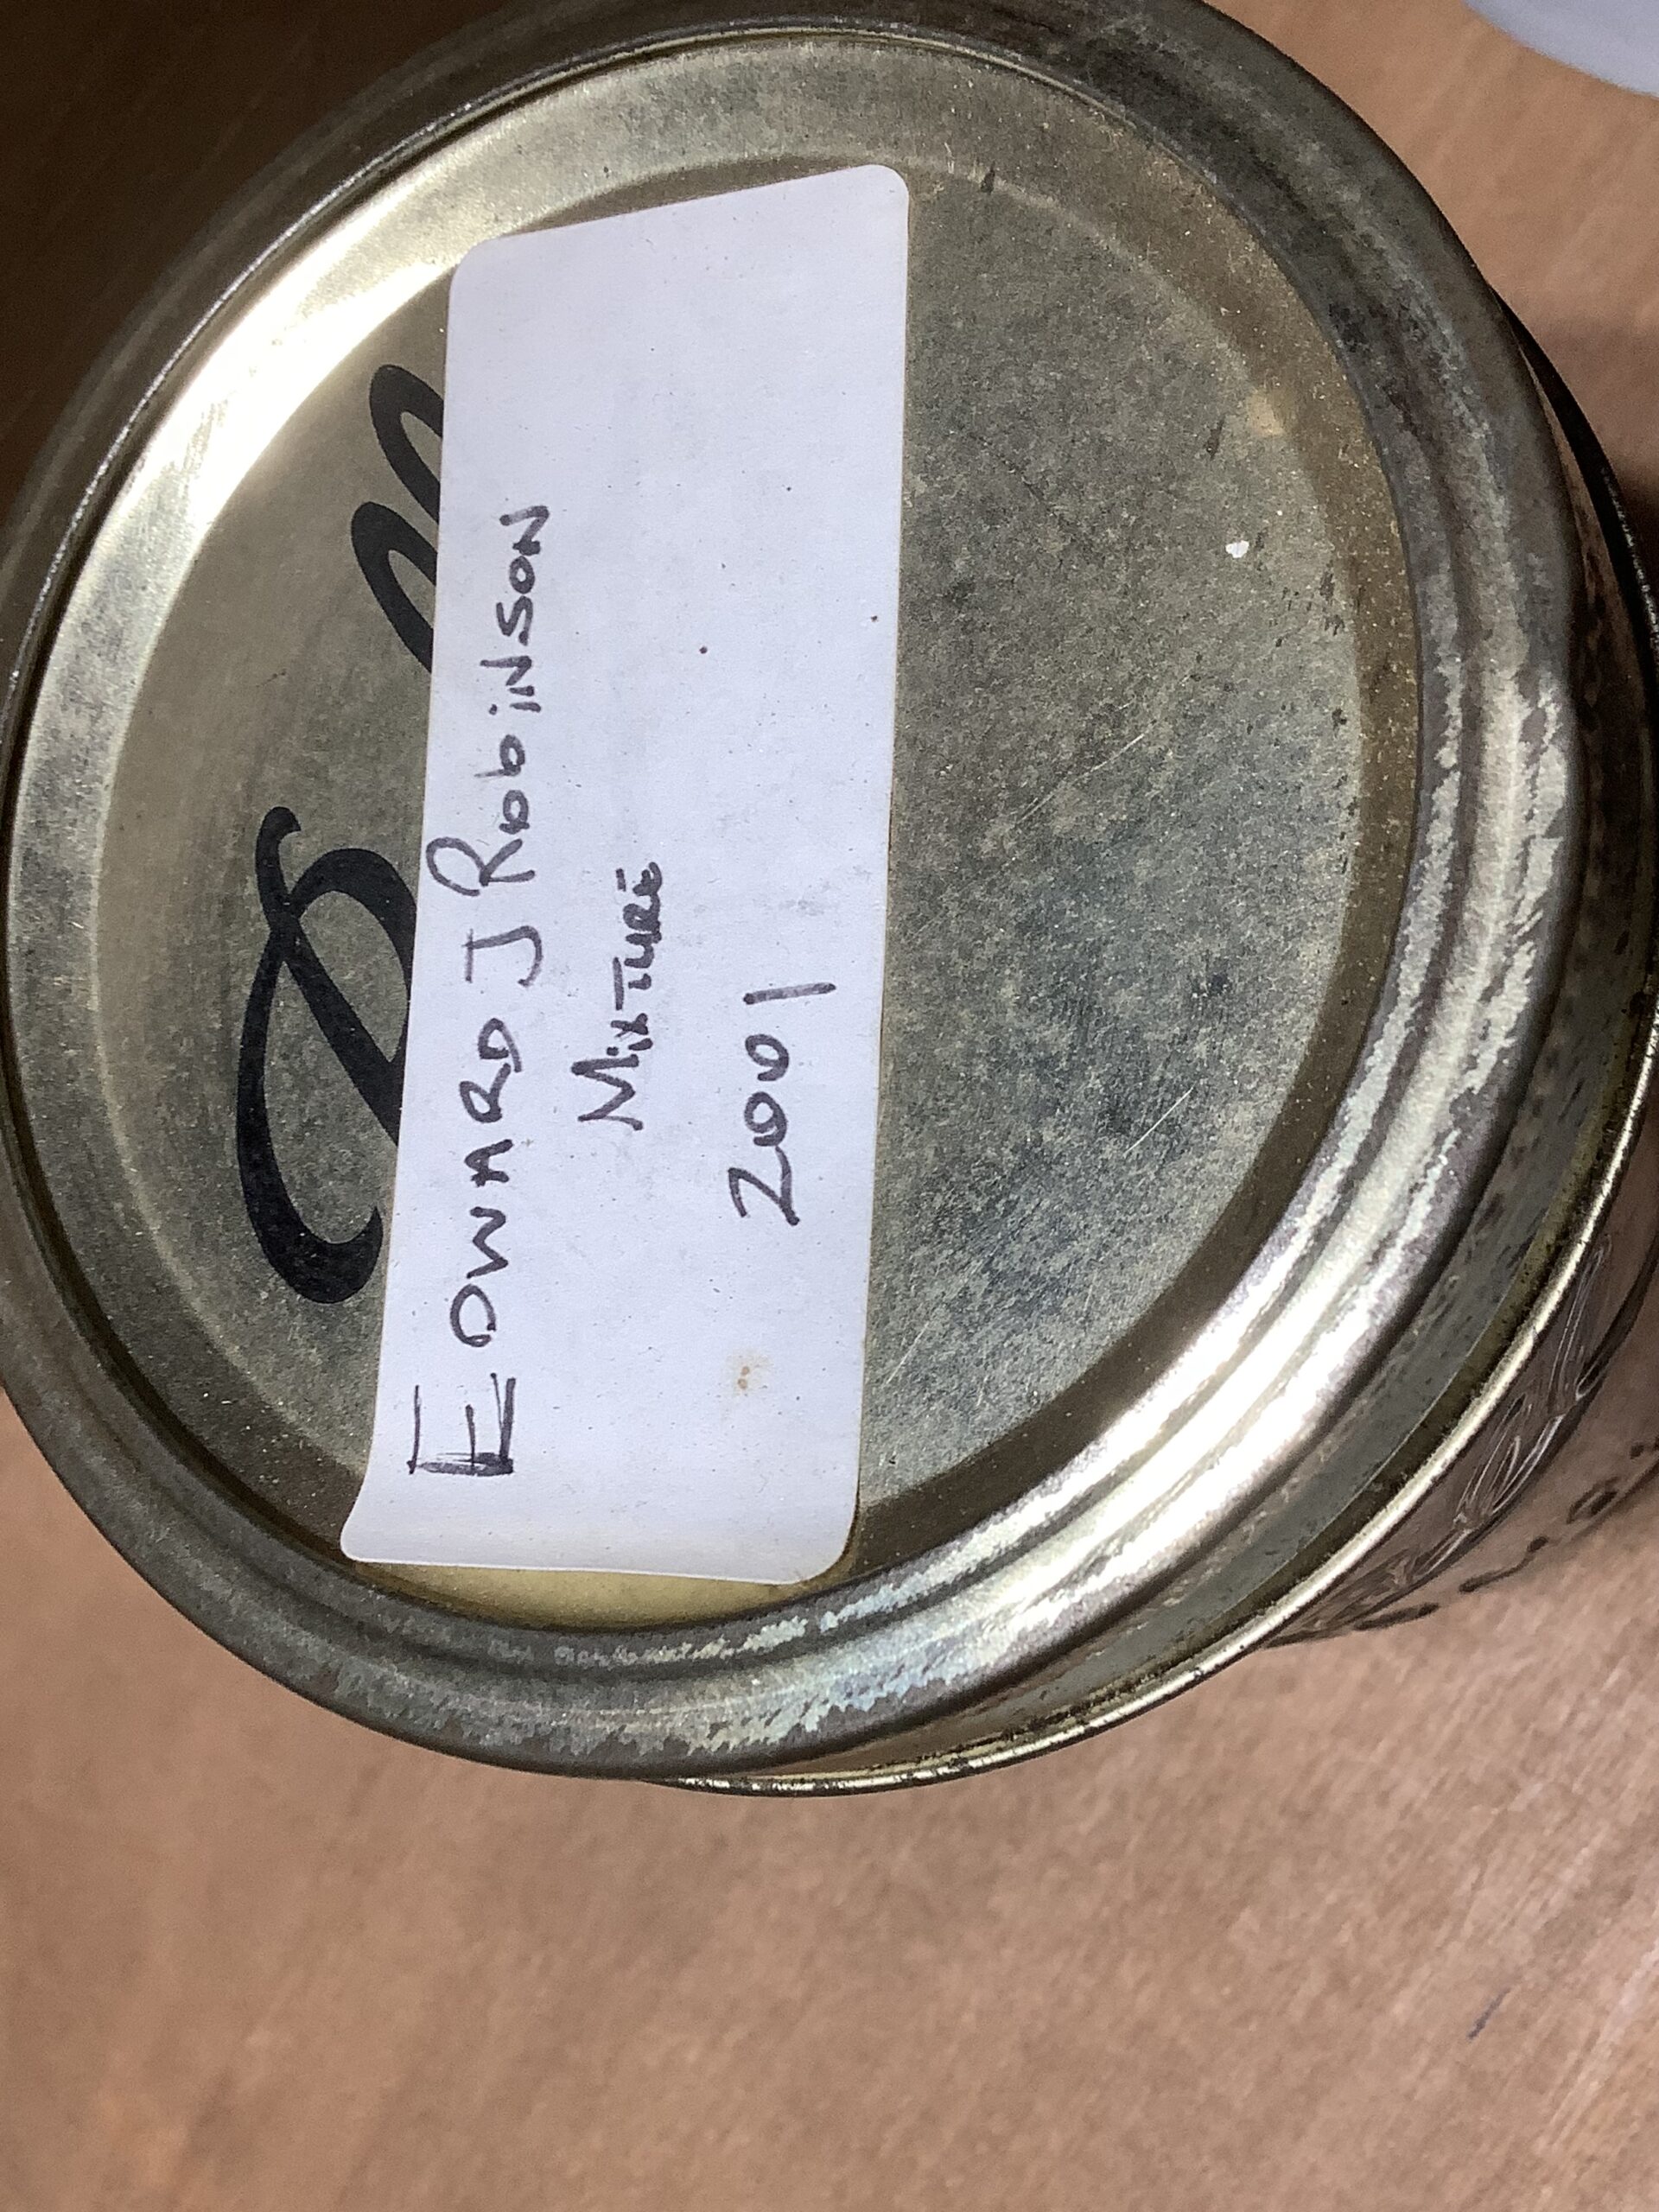 EDWARD J RobiNSON
MixTURE
2001